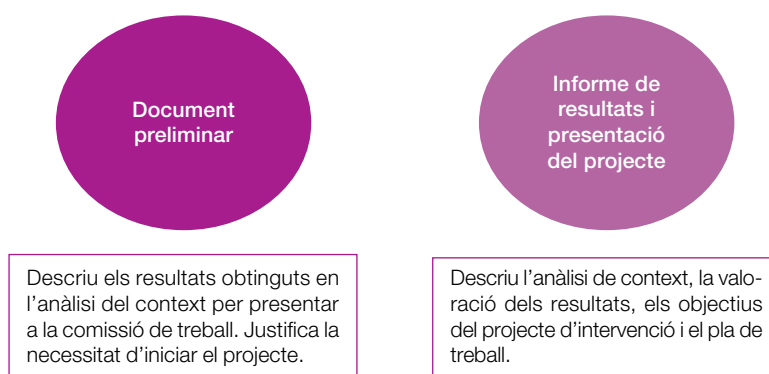 Document
preliminar
Informe de
resultats i
presentació
del projecte
Descriu els resultats obtinguts en
l'anàlisi del context per presentar
a la comissió de treball. Justifica la
necessitat d'iniciar el projecte.
Descriu l'anàlisi de context, la valo-
ració dels resultats, els objectius
del projecte d'intervenció i el pla de
treball.